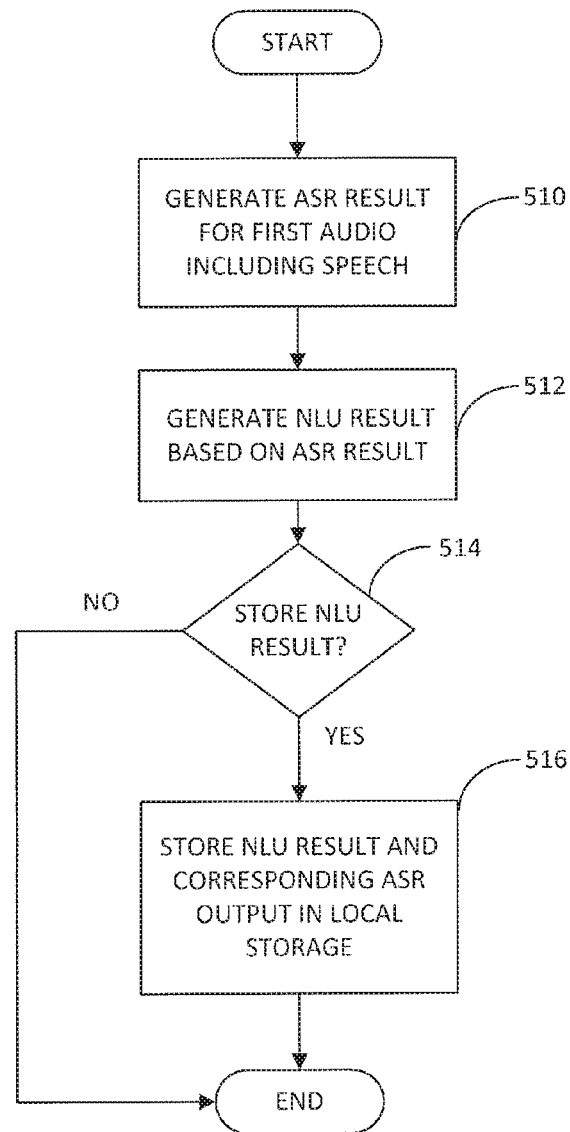 START
GENERATE ASR RESULT
FOR FIRST AUDIO
INCLUDING SPEECH
510
GENERATE NLU RESULT
BASED ON ASR RESULT
512
514
STORE NLU
RESULT?
NO
YES
516
STORE NLU RESULT AND
CORRESPONDING ASR
OUTPUT IN LOCAL
STORAGE
END